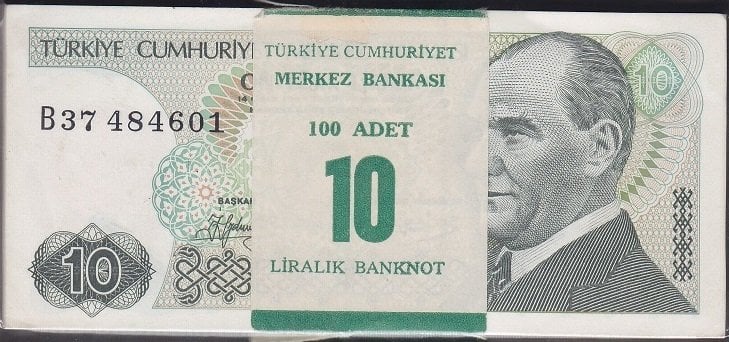 TÜRKİYE CUMHURİY
B37 484601
BAŞKAN
10
TÜRKİYE CUMHURİYET
MERKEZ BANKASI
100 ADET
10
LİRALIK BANKNOT
10